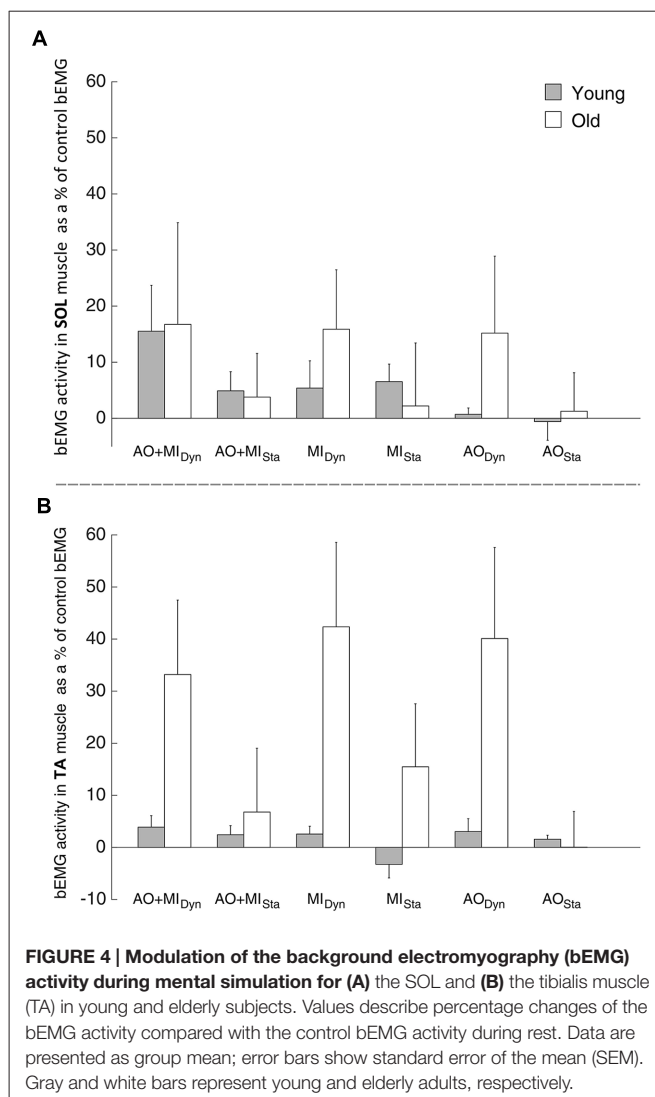 A
bEMG activity in SOL muscle as a % of control bEMG
60
50
40
30
20
10
0
Young
Old
AO+MIDyn AO+MISta MIDyn MISta AODyn AOSta
B
bEMG activity in TA muscle as a % of control bEMG
60
50
40
30
20
10
0
-10
AO+MIDyn AO+MISta MIDyn MISta AODyn AOSta
FIGURE 4 | Modulation of the background electromyography (bEMG)
activity during mental simulation for (A) the SOL and (B) the tibialis muscle
(TA) in young and elderly subjects. Values describe percentage changes of the
bEMG activity compared with the control bEMG activity during rest. Data are
presented as group mean; error bars show standard error of the mean (SEM).
Gray and white bars represent young and elderly adults, respectively.